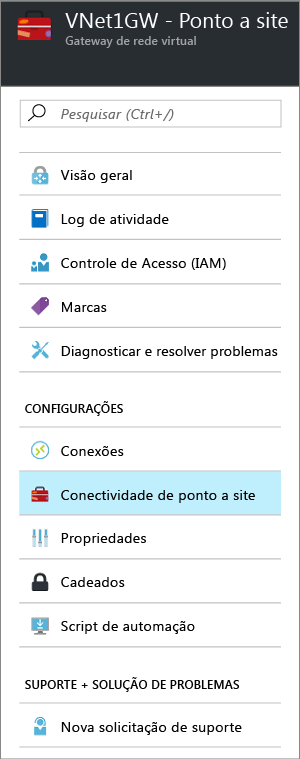 VNet1GW - Ponto a site
Gateway de rede virtual
Pesquisar (Ctrl+/)
Visão geral
Log de atividade
Controle de Acesso (IAM)
Marcas
Diagnosticar e resolver problemas
CONFIGURAÇÕES
Conexões
Conectividade de ponto a site
Propriedades
Cadeados
Script de automação
SUPORTE + SOLUÇÃO DE PROBLEMAS
Nova solicitação de suporte